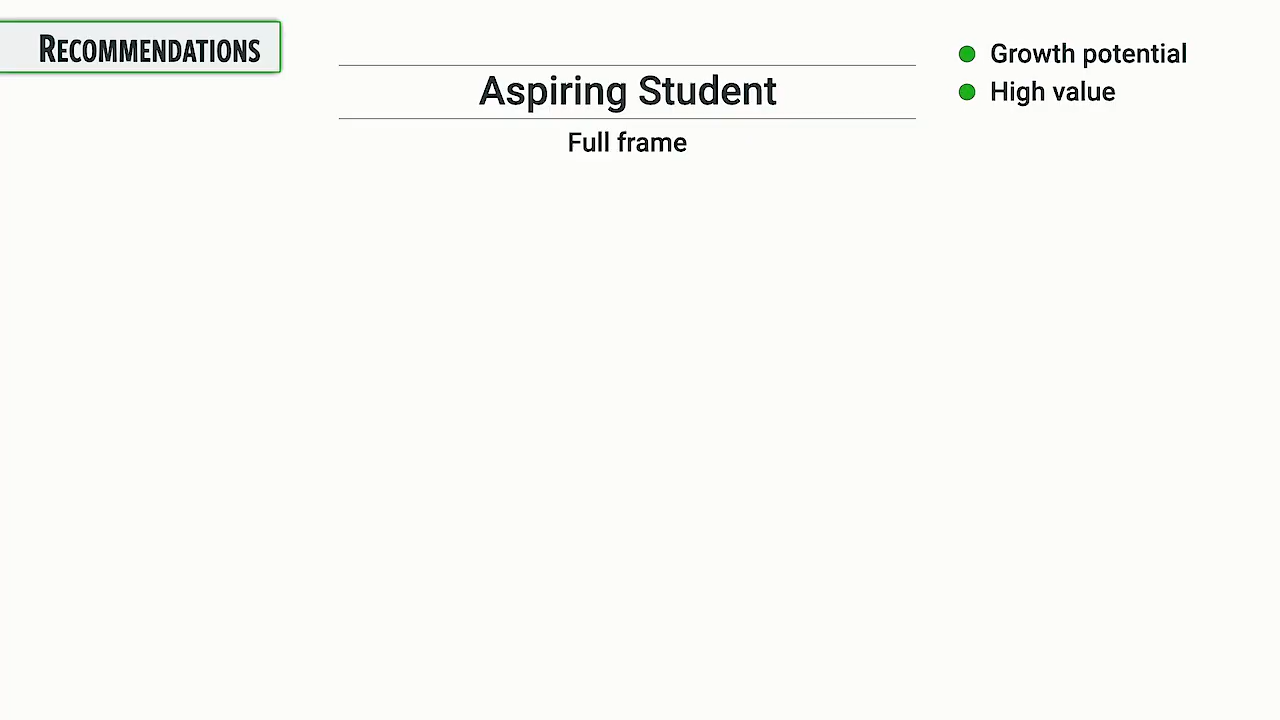 RECOMMENDATIONS
Aspiring Student
Full frame
Growth potential
High value